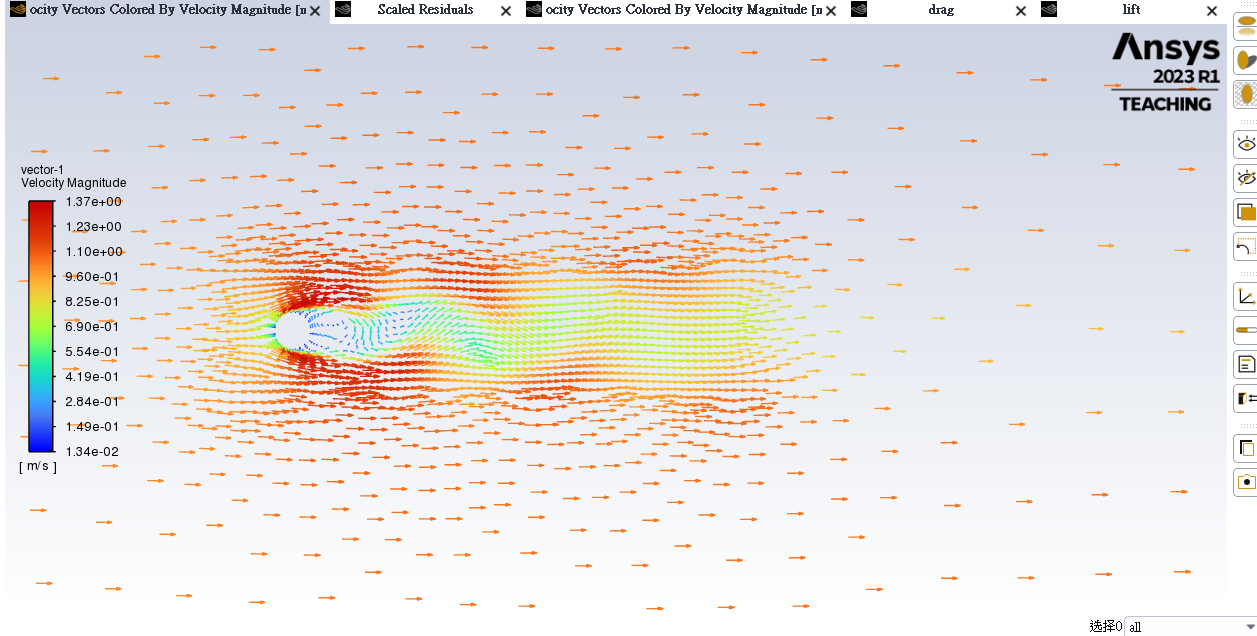 ocity Vectors Colored By Velocity Magnitude [m
Scaled Residuals
ocity Vectors Colored By Velocity Magnitude [m
drag
lift
Ansys
2023 R1
TEACHING
vector-1
Velocity Magnitude
1.37e+00
1.23e+00
1.10e+00
9.60e-01
8.25e-01
6.90e-01
5.54e-01
4.19e-01
2.84e-01
1.49e-01
1.34e-02
[ m/s ]
选择0 all